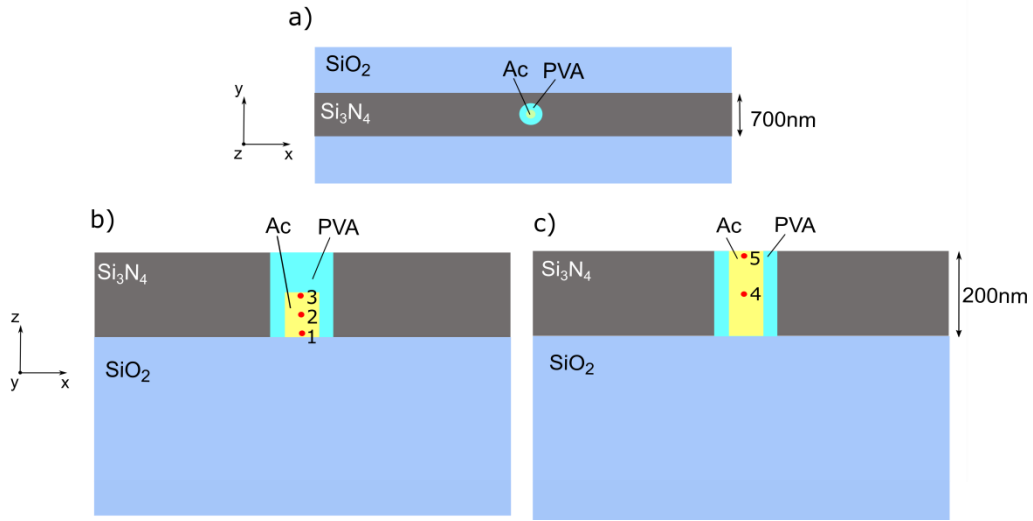 a)
SiO₂
Ac PVA
y
Si₃N₄
700nm
z x
b)
Ac PVA
Si₃N₄
3
2
1
z
y x
SiO₂
c)
Ac PVA
Si₃N₄
5
4
200nm
SiO₂